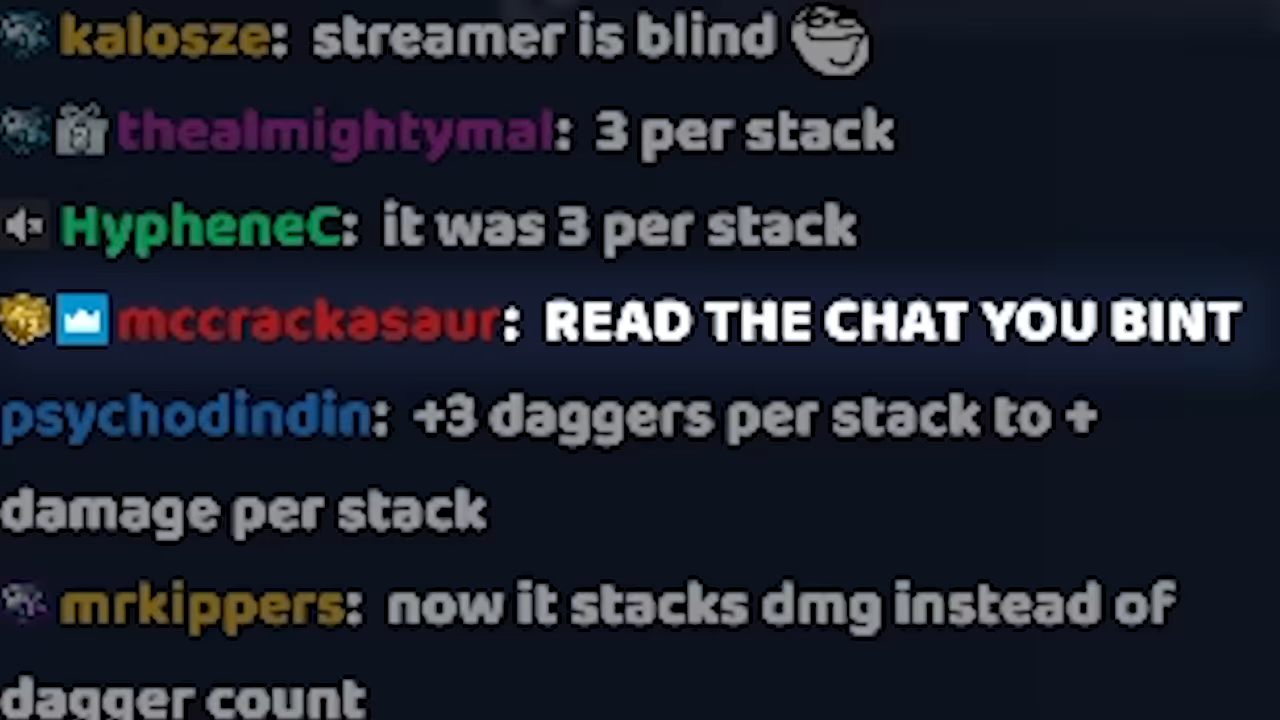 kalosze: streamer is blind
thealmightymal: 3 per stack
HypheneC: it was 3 per stack
mccrackasaur: READ THE CHAT YOU BINT
psychodindin: +3 daggers per stack to +
damage per stack
mrkippers: now it stacks dmg instead of
dagger count